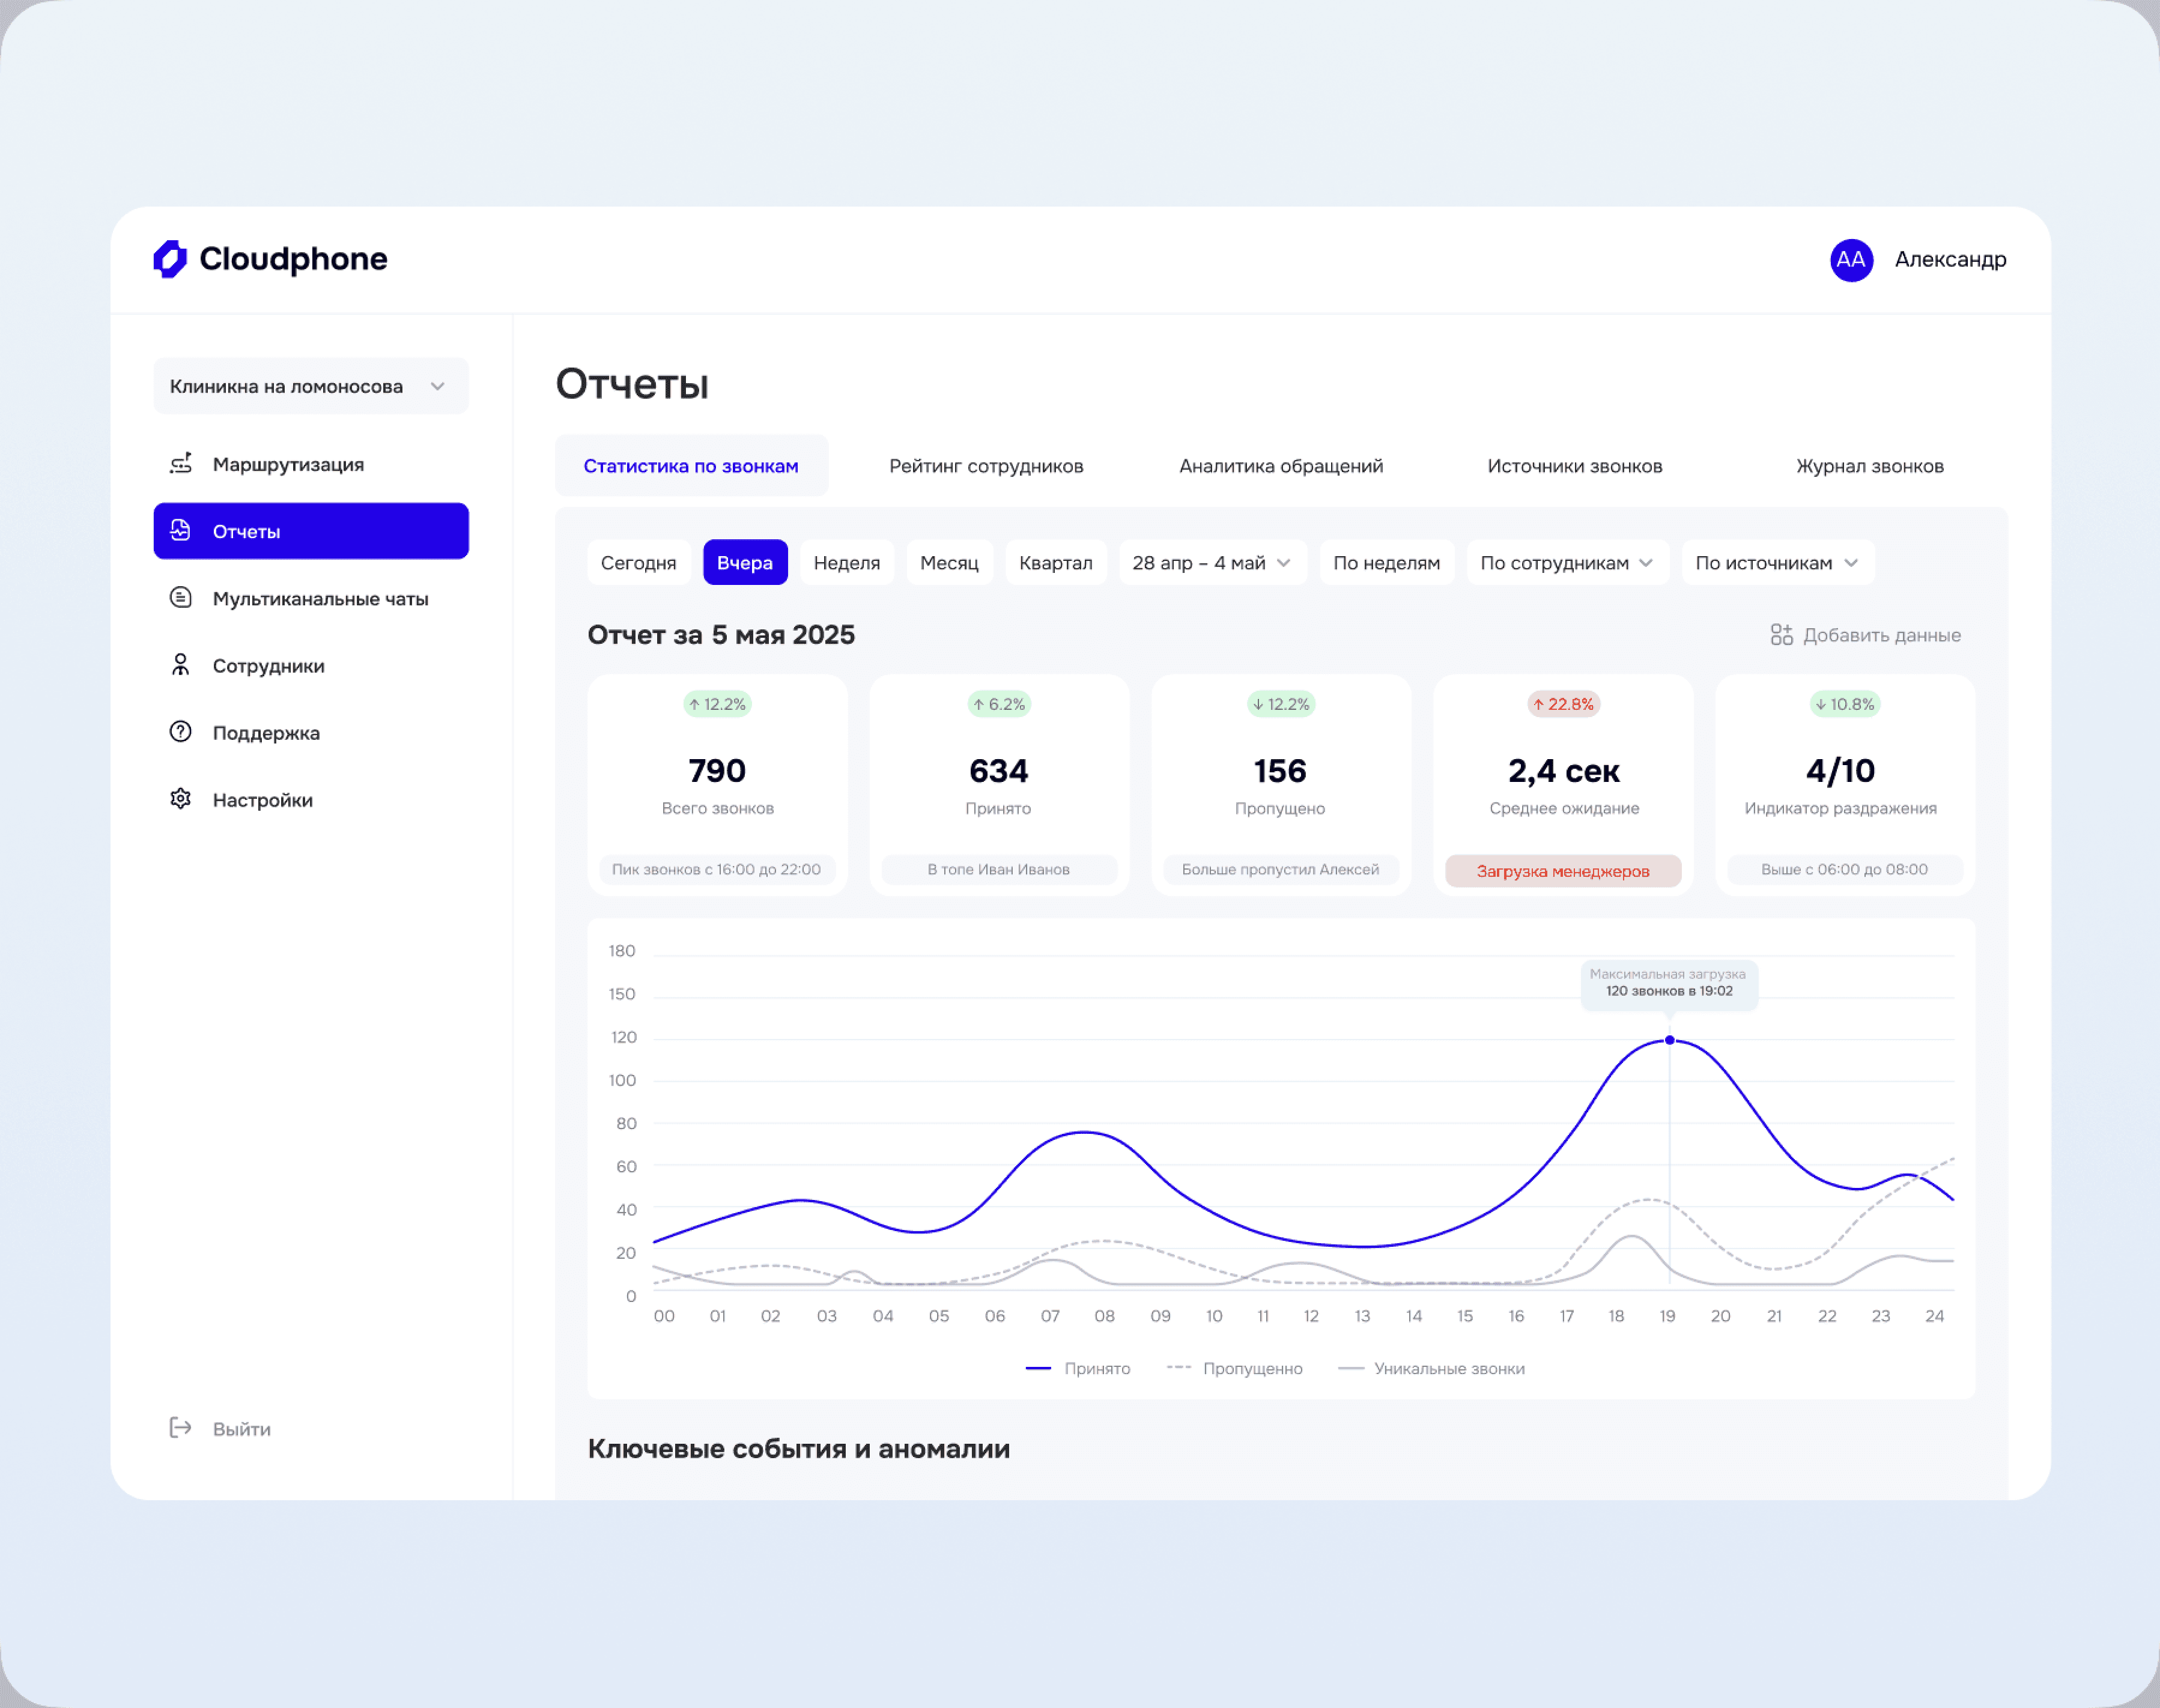 Cloudphone
АА
Александр
Клиникна на ломоносова
Маршрутизация
Отчеты
Мультиканальные чаты
Сотрудники
Поддержка
Настройки
Выйти
Отчеты
Статистика по звонкам
Рейтинг сотрудников
Аналитика обращений
Источники звонков
Журнал звонков
Сегодня
Вчера
Неделя
Месяц
Квартал
28 апр – 4 май
По неделям
По сотрудникам
По источникам
Отчет за 5 мая 2025
Добавить данные
↑ 12.2%
790
Всего звонков
Пик звонков с 16:00 до 22:00
↑ 6.2%
634
Принято
В топе Иван Иванов
↓ 12.2%
156
Пропущено
Больше пропустил Алексей
↑ 22.8%
2,4 сек
Среднее ожидание
Загрузка менеджеров
↓ 10.8%
4/10
Индикатор раздражения
Выше с 06:00 до 08:00
180
150
120
100
80
60
40
20
0
Максимальная загрузка
120 звонков в 19:02
00 01 02 03 04 05 06 07 08 09 10 11 12 13 14 15 16 17 18 19 20 21 22 23 24
Принято
Пропущенно
Уникальные звонки
Ключевые события и аномалии